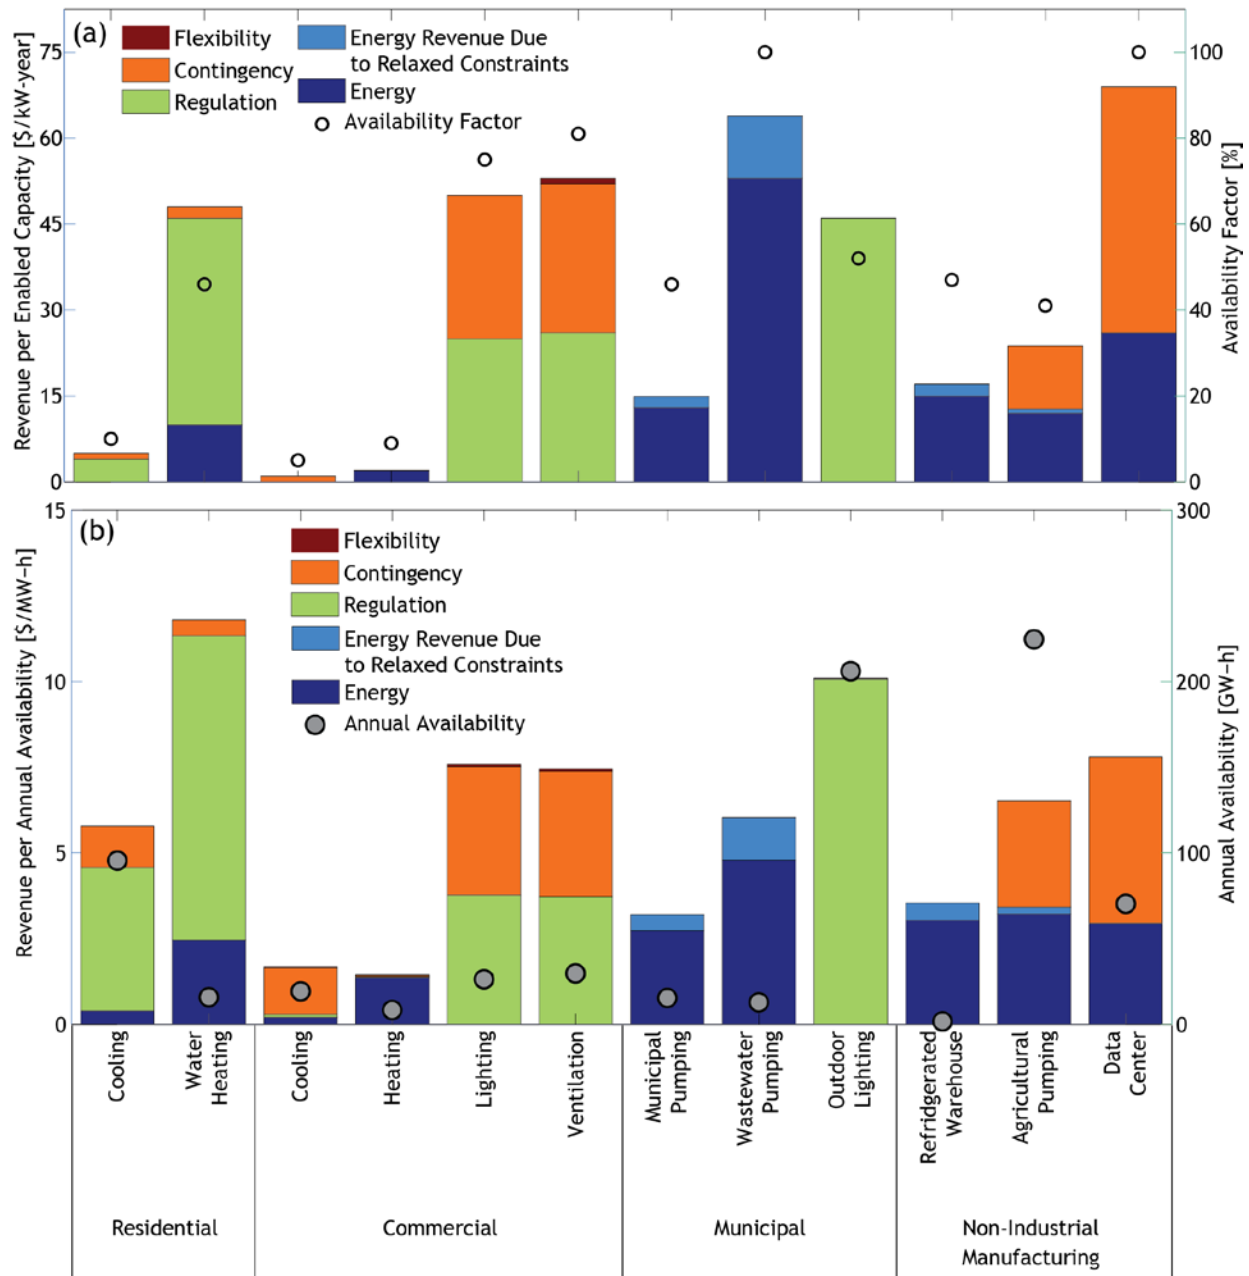 (a)
Flexibility
Contingency
Regulation
Energy Revenue Due
to Relaxed Constraints
Energy
Availability Factor
Revenue per Enabled Capacity [$/kW-year]
75
60
45
30
15
0
Availability Factor [%]
100
80
60
40
20
0
(b)
Flexibility
Contingency
Regulation
Energy Revenue Due
to Relaxed Constraints
Energy
Annual Availability
Revenue per Annual Availability [$/MW-h]
15
10
5
0
Annual Availability [GW-h]
300
200
100
0
Cooling
Water
Heating
Cooling
Heating
Lighting
Ventilation
Municipal
Pumping
Wastewater
Pumping
Outdoor
Lighting
Refridgerated
Warehouse
Agricultural
Pumping
Data
Center
Residential
Commercial
Municipal
Non-Industrial
Manufacturing